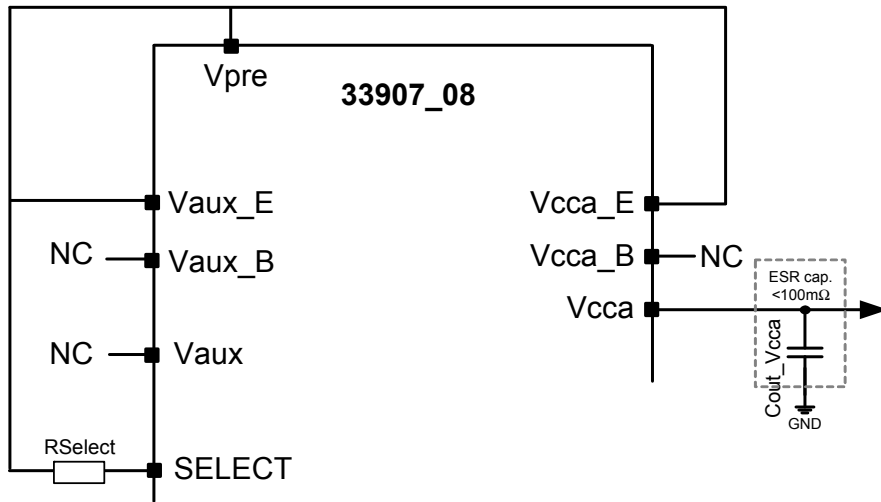 Vpre
33907_08
Vaux_E
Vcca_E
NC
Vaux_B
Vcca_B
NC
ESR cap.
<100mΩ
Vcca
NC
Vaux
Cout_Vcca
GND
RSelect
SELECT